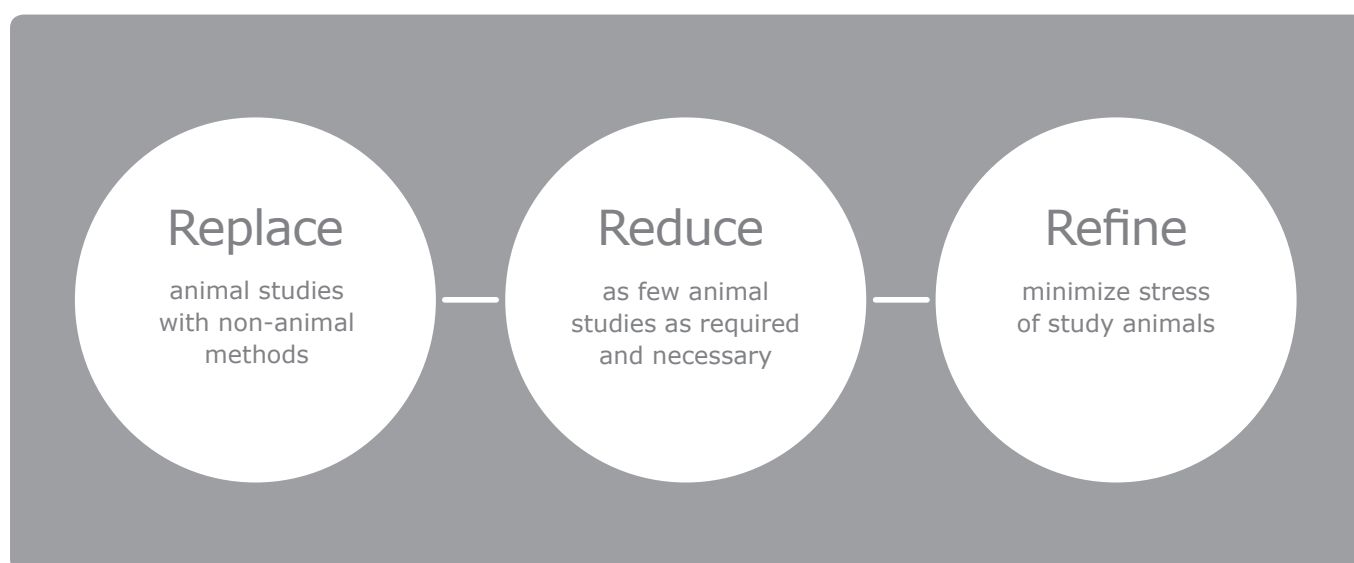 Replace
animal studies
with non-animal
methods
Reduce
as few animal
studies as required
and necessary
Refine
minimize stress
of study animals